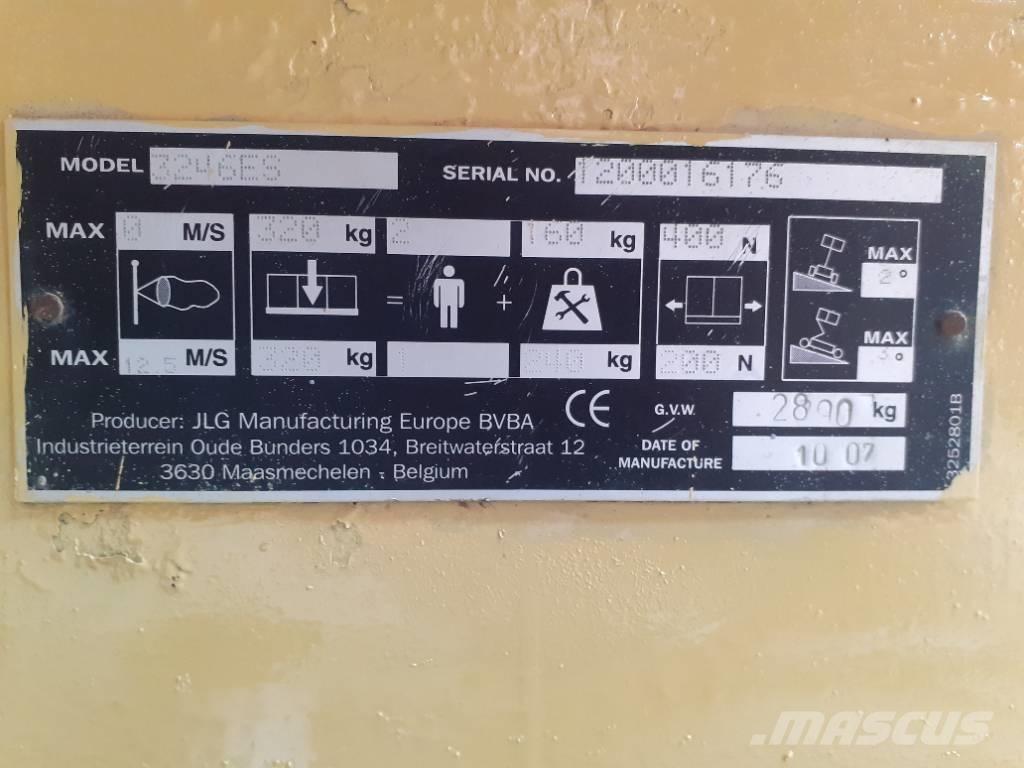 MODEL 3246ES SERIAL NO. 1200016176
MAX 0 M/S 320 kg 2 160 kg 400 N
MAX 2°
= +
MAX 3°
MAX 12.5 M/S 320 kg 1 240 kg 200 N
Producer: JLG Manufacturing Europe BVBA CE G.V.W. 2890 kg
Industrieterrein Oude Bunders 1034, Breitwaterstraat 12
3630 Maasmechelen - Belgium
DATE OF
MANUFACTURE 10 07
3252801B
MASCUS